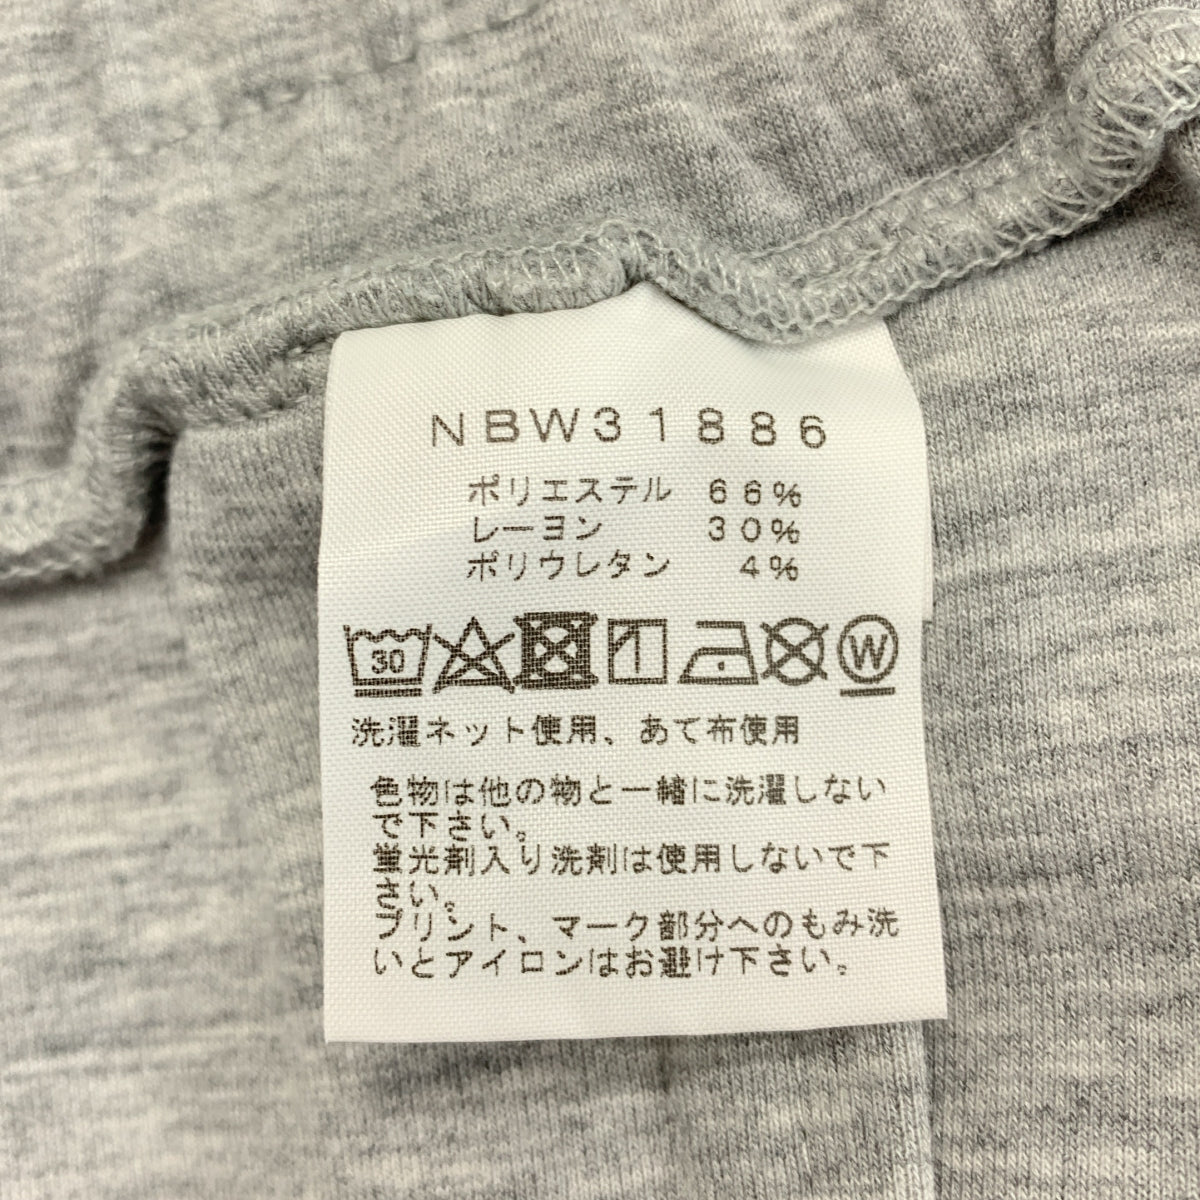 NBW31886
ポリエステル 66%
レーヨン 30%
ポリウレタン 4%
30 W
洗濯ネット使用、あて布使用
色物は他の物と一緒に洗濯しない
で下さい。
蛍光剤入り洗剤は使用しないで下
さい。
プリント、マーク部分へのもみ洗
いとアイロンはお避け下さい。